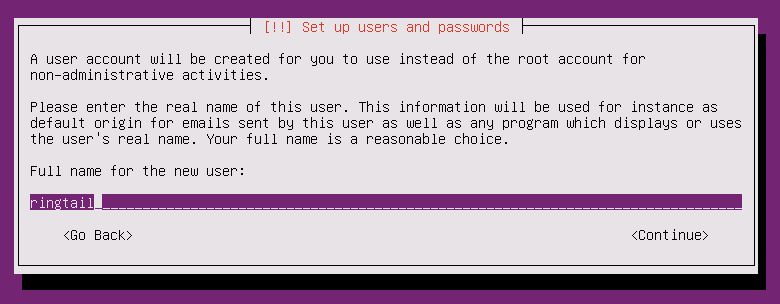 [!!] Set up users and passwords
A user account will be created for you to use instead of the root account for
non-administrative activities.
Please enter the real name of this user. This information will be used for instance as
default origin for emails sent by this user as well as any program which displays or uses
the user's real name. Your full name is a reasonable choice.
Full name for the new user:
ringtail
<Go Back> <Continue>